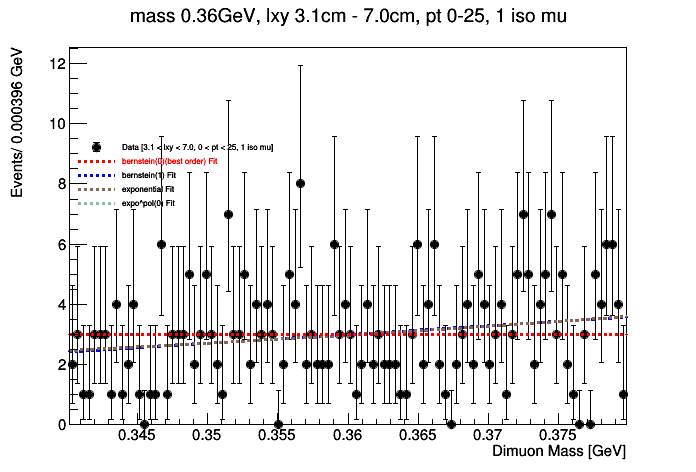 mass 0.36GeV, lxy 3.1cm - 7.0cm, pt 0-25, 1 iso mu
Events/ 0.000396 GeV
12
10
8
6
4
2
0
Data [3.1 < lxy < 7.0, 0 < pt < 25, 1 iso mu]
bernstein(0)(best order) Fit
bernstein(1) Fit
exponential Fit
expo*pol(0) Fit
0.345 0.35 0.355 0.36 0.365 0.37 0.375
Dimuon Mass [GeV]